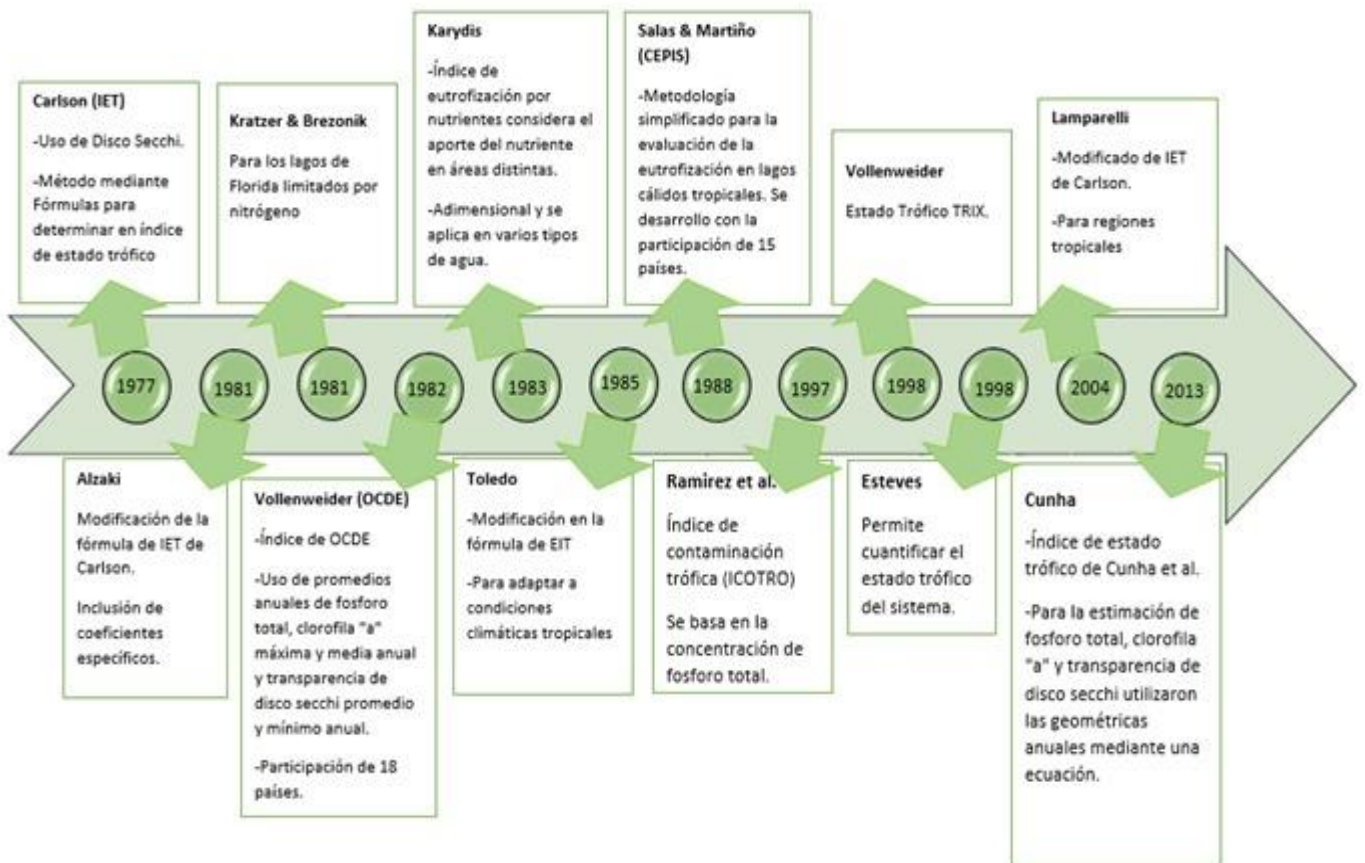 Carlson (IET)
-Uso de Disco Secchi.
-Método mediante
Fórmulas para
determinar en índice
de estado trófico
Kratzer & Brezonik
Para los lagos de
Florida limitados por
nitrógeno
Karydis
-Índice de
eutrofización por
nutrientes considera el
aporte del nutriente
en áreas distintas.
-Adimensional y se
aplica en varios tipos
de agua.
Salas & Martiño
(CEPIS)
-Metodología
simplificado para la
evaluación de la
eutrofización en lagos
cálidos tropicales. Se
desarrollo con la
participación de 15
países.
Vollenweider
Estado Trófico TRIX.
Lamparelli
-Modificado de IET
de Carlson.
-Para regiones
tropicales
1977
1981
1981
1982
1983
1985
1988
1997
1998
1998
2004
2013
Alzaki
Modificación de la
fórmula de IET de
Carlson.
Inclusión de
coeficientes
específicos.
Vollenweider (OCDE)
-Índice de OCDE
-Uso de promedios
anuales de fosforo
total, clorofila "a"
máxima y media anual
y transparencia de
disco secchi promedio
y mínimo anual.
-Participación de 18
países.
Toledo
-Modificación en la
fórmula de EIT
-Para adaptar a
condiciones
climáticas tropicales
Ramirez et al.
Índice de
contaminación
trófica (ICOTRO)
Se basa en la
concentración de
fosforo total.
Esteves
Permite
cuantificar el
estado trófico
del sistema.
Cunha
-Índice de estado
trófico de Cunha et al.
-Para la estimación de
fosforo total, clorofila
"a" y transparencia de
disco secchi utilizaron
las geométricas
anuales mediante una
ecuación.